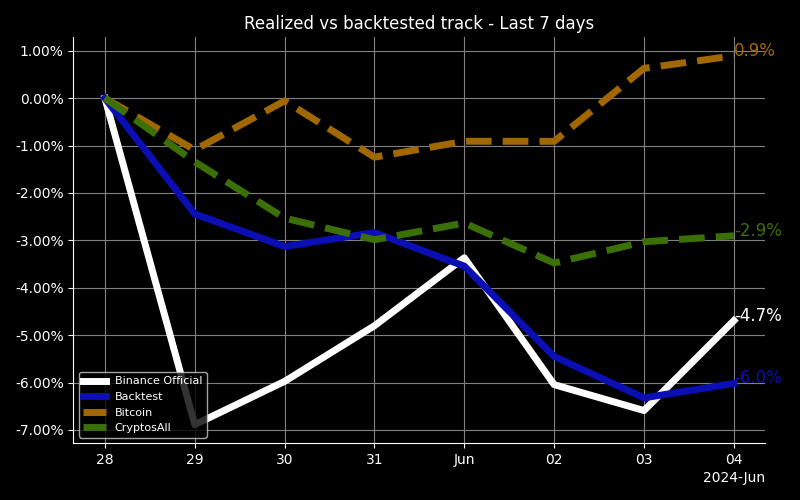 Realized vs backtested track - Last 7 days
1.00%
0.00%
-1.00%
-2.00%
-3.00%
-4.00%
-5.00%
-6.00%
-7.00%
0.9%
-2.9%
-4.7%
-6.0%
Binance Official
Backtest
Bitcoin
CryptosAll
28 29 30 31 Jun 02 03 04
2024-Jun